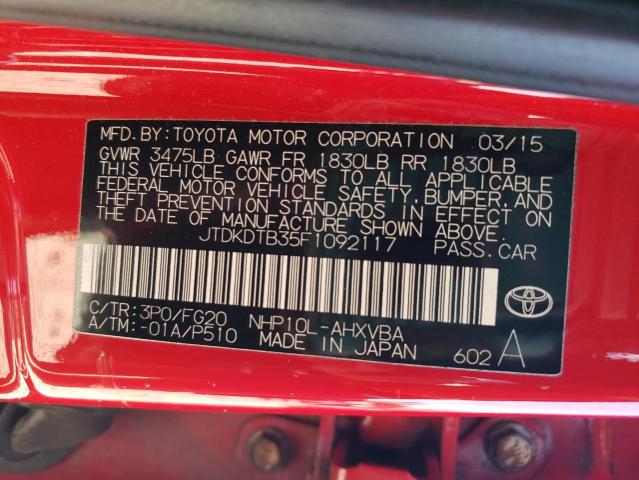 MFD. BY: TOYOTA MOTOR CORPORATION 03/15
GVWR 3475LB GAWR FR 1830LB RR 1830LB
THIS VEHICLE CONFORMS TO ALL APPLICABLE
FEDERAL MOTOR VEHICLE SAFETY, BUMPER, AND
THEFT PREVENTION STANDARDS IN EFFECT ON
THE DATE OF MANUFACTURE SHOWN ABOVE.
JTDKDTB35F1092117 PASS. CAR
C/TR: 3P0/FG20 NHP10L-AHXVBA
A/TM: -01A/P510 MADE IN JAPAN 602 A